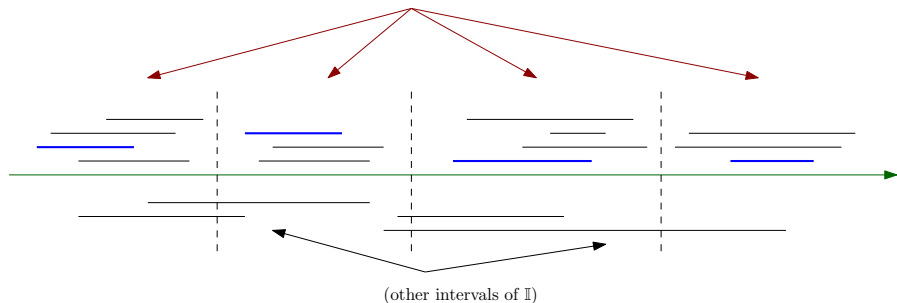 (other intervals of 𝕀)